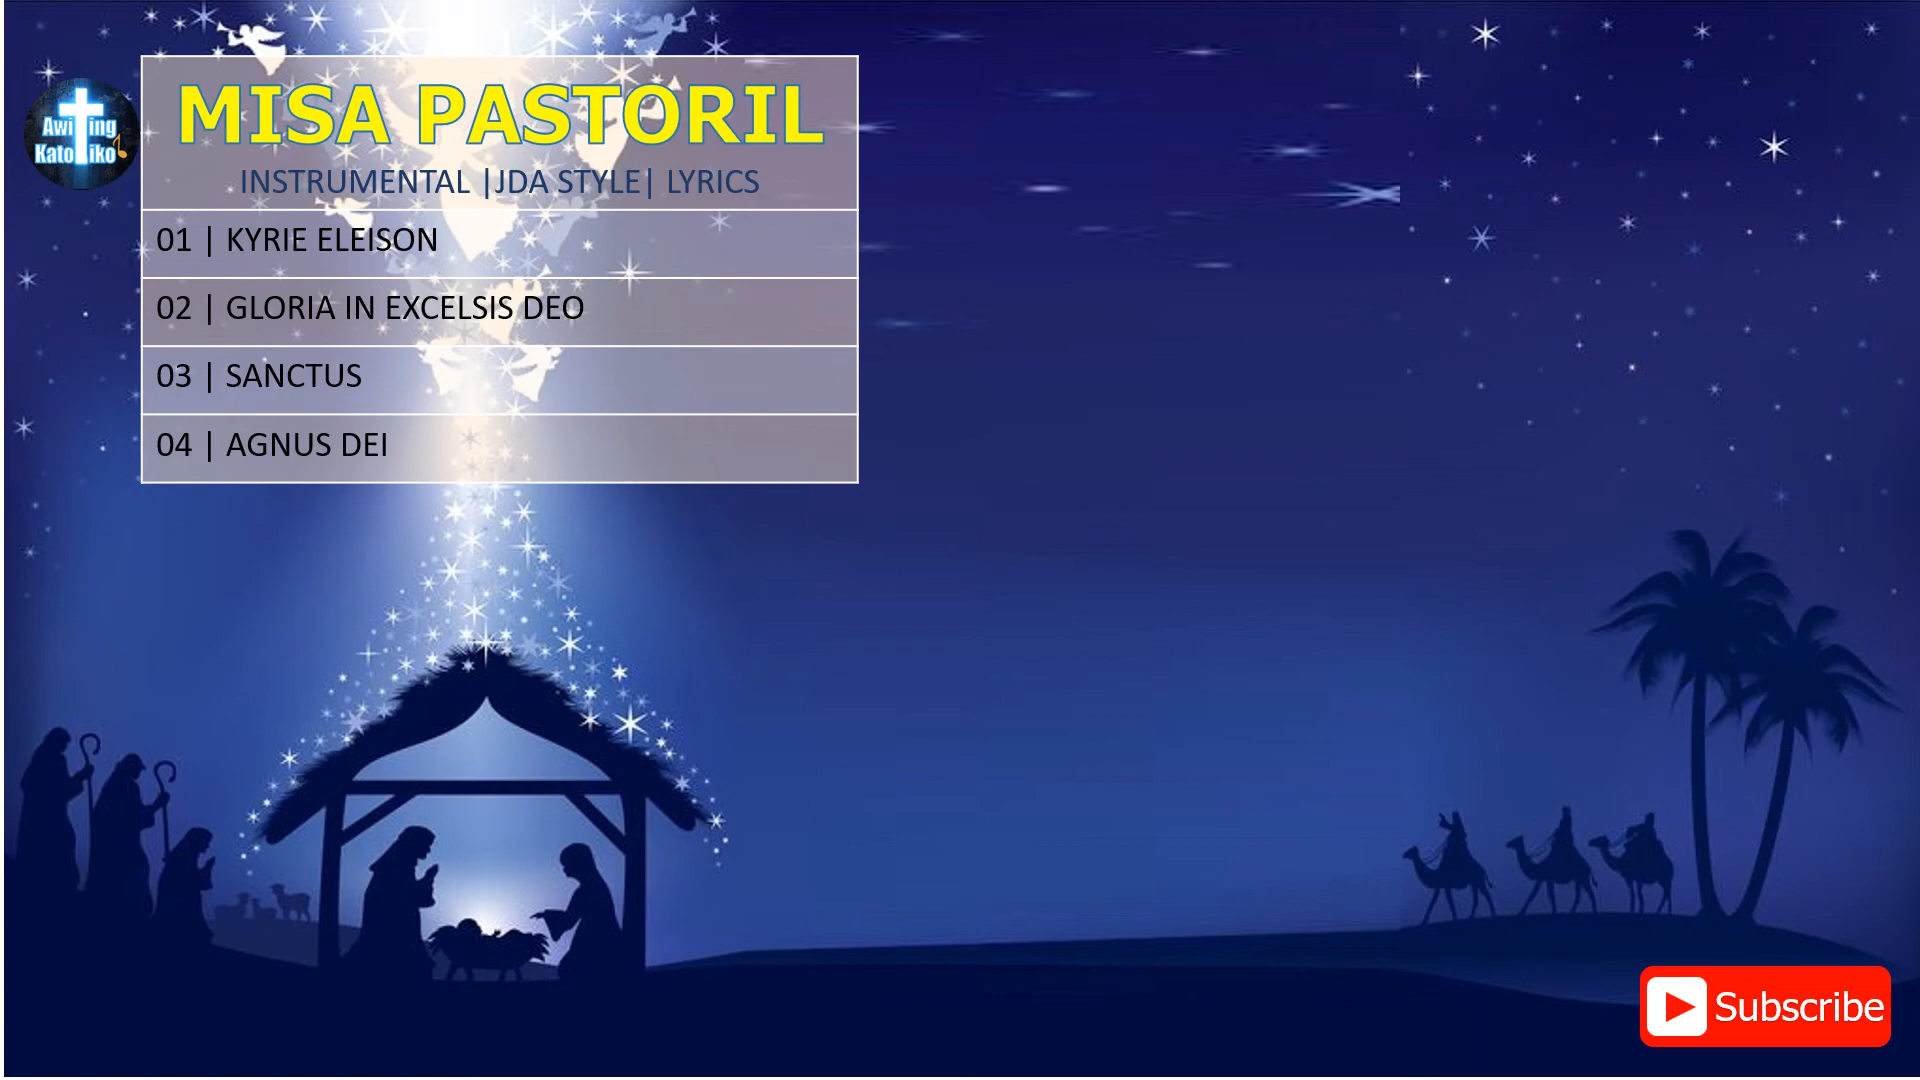 Awiting
Katoliko
MISA PASTORIL
INSTRUMENTAL |JDA STYLE| LYRICS
01 | KYRIE ELEISON
02 | GLORIA IN EXCELSIS DEO
03 | SANCTUS
04 | AGNUS DEI
Subscribe